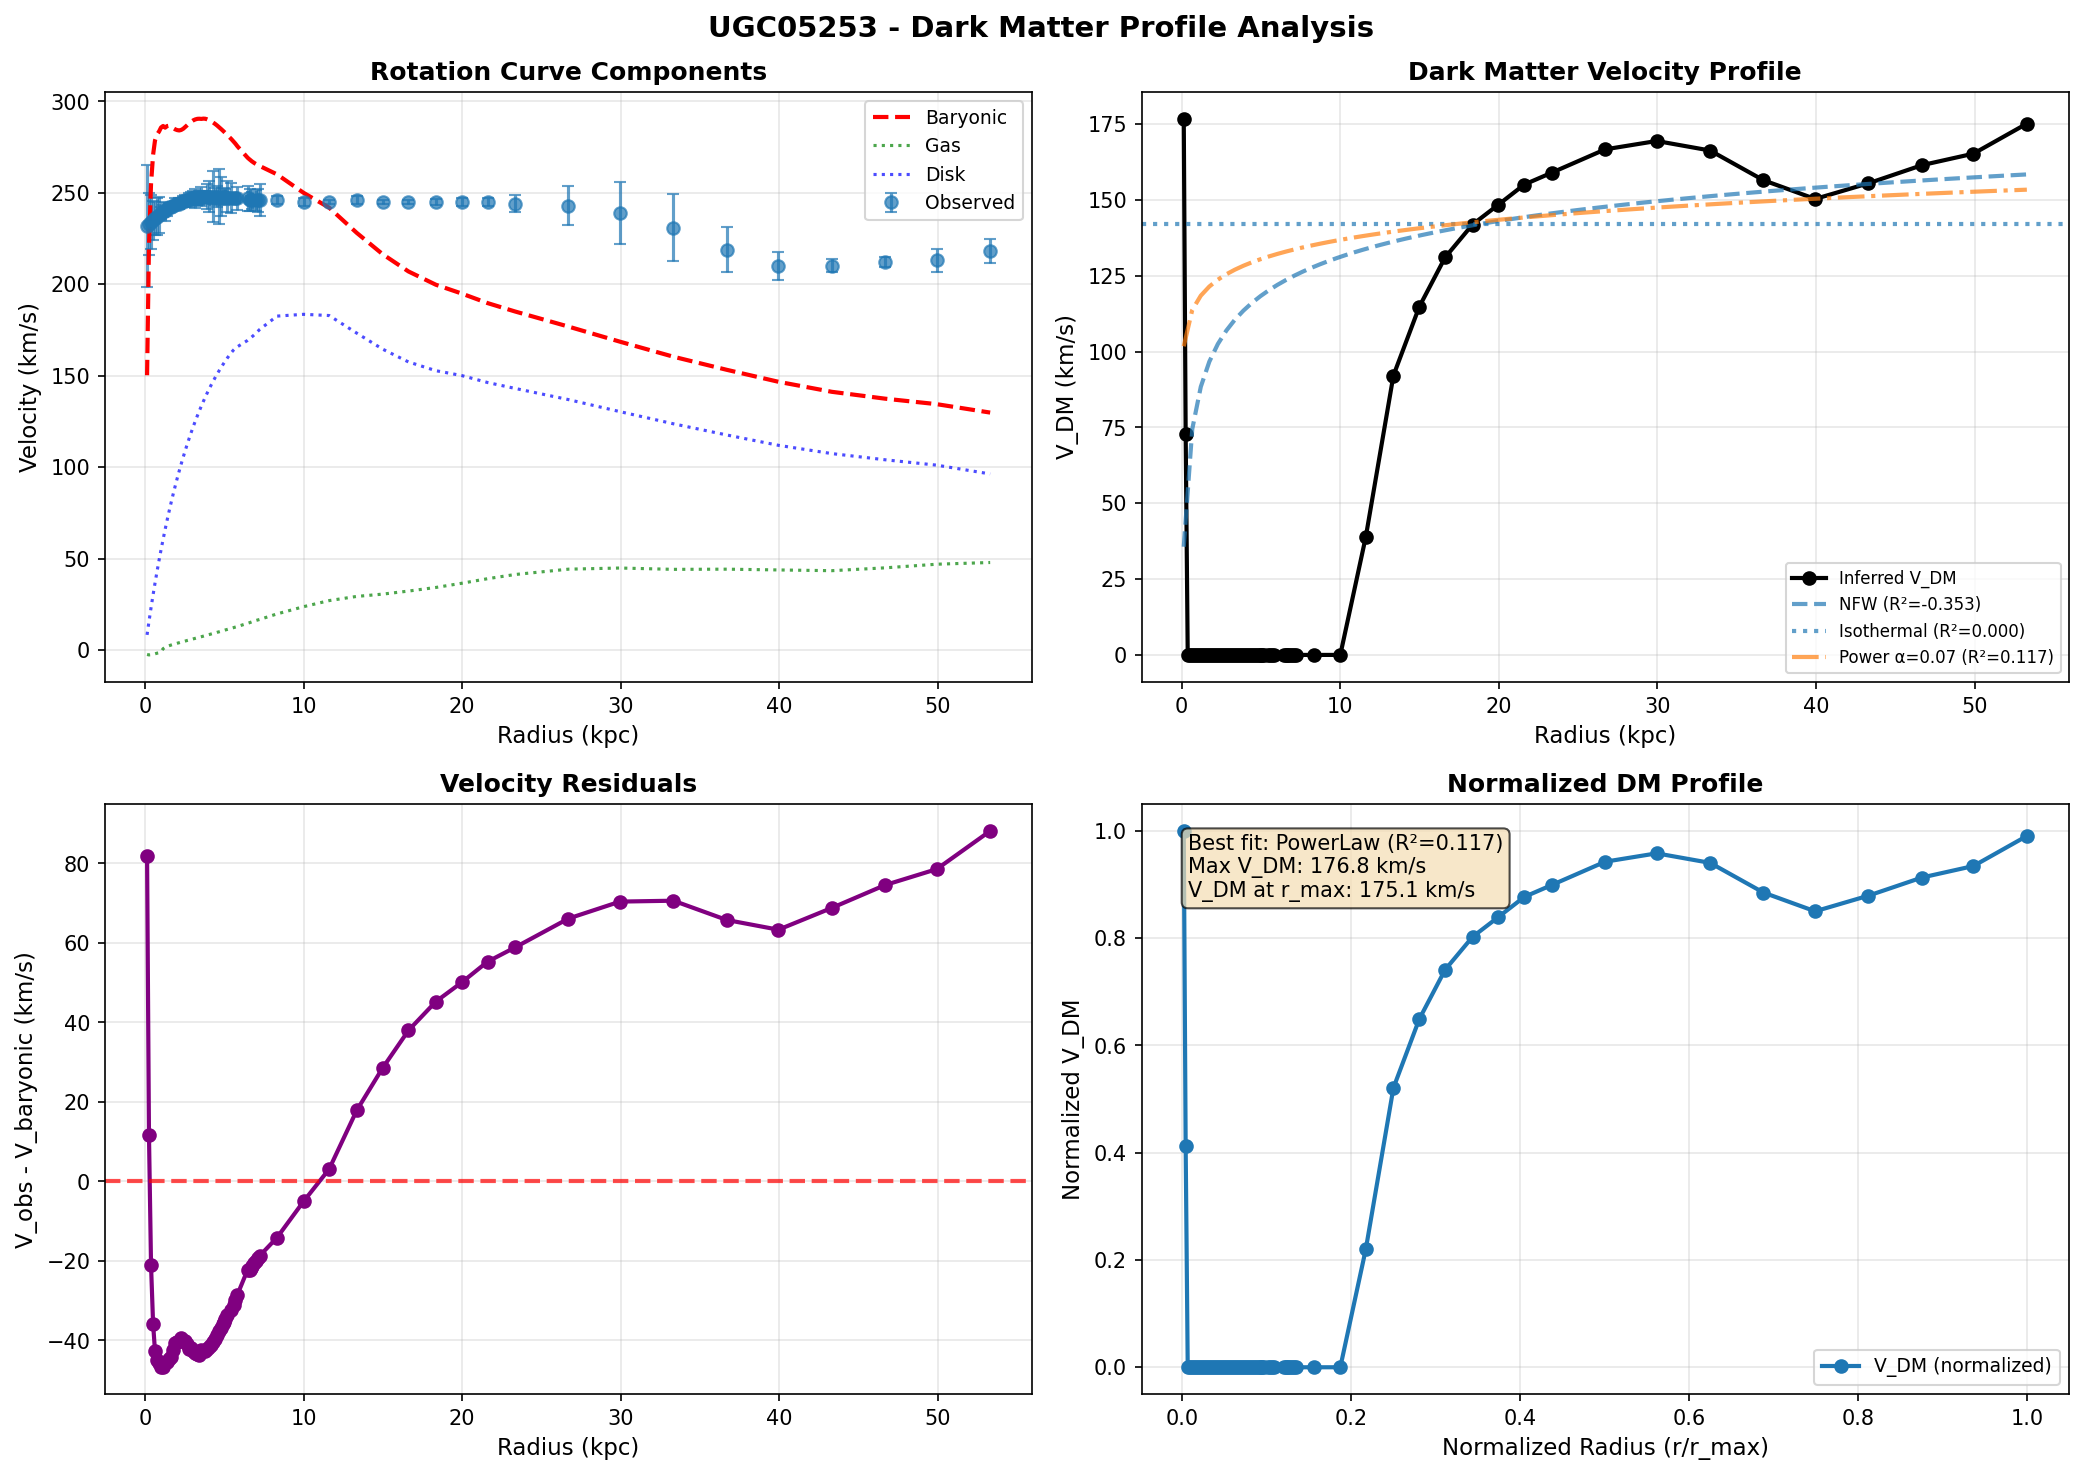 UGC05253 - Dark Matter Profile Analysis
Rotation Curve Components
300
250
200
150
100
50
0
Velocity (km/s)
0 10 20 30 40 50
Radius (kpc)
Baryonic
Gas
Disk
Observed
Dark Matter Velocity Profile
175
150
125
100
75
50
25
0
V_DM (km/s)
0 10 20 30 40 50
Radius (kpc)
Inferred V_DM
NFW (R²=-0.353)
Isothermal (R²=0.000)
Power α=0.07 (R²=0.117)
Velocity Residuals
80
60
40
20
0
−20
−40
V_obs - V_baryonic (km/s)
0 10 20 30 40 50
Radius (kpc)
Normalized DM Profile
1.0
0.8
0.6
0.4
0.2
0.0
Normalized V_DM
Best fit: PowerLaw (R²=0.117)
Max V_DM: 176.8 km/s
V_DM at r_max: 175.1 km/s
V_DM (normalized)
0.0 0.2 0.4 0.6 0.8 1.0
Normalized Radius (r/r_max)